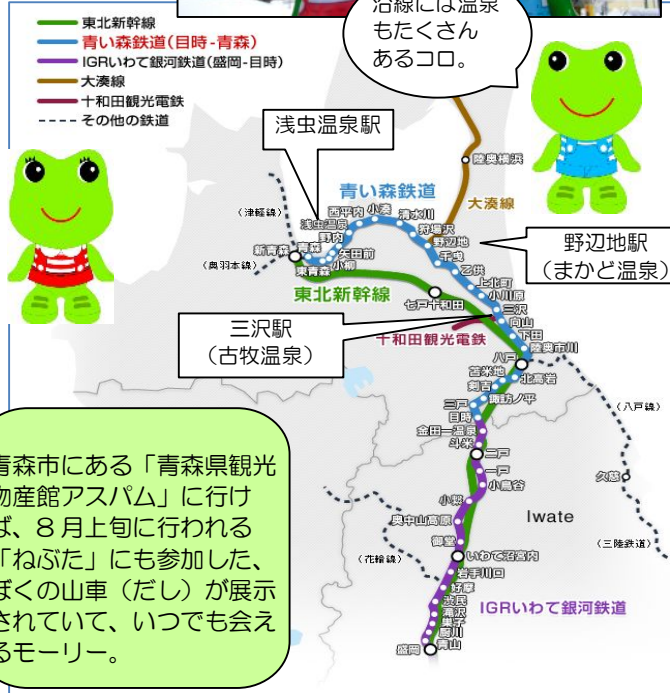 沿線には温泉
もたくさん
あるコロ。
東北新幹線
青い森鉄道(目時-青森)
IGRいわて銀河鉄道(盛岡-目時)
大湊線
十和田観光電鉄
その他の鉄道
浅虫温泉駅
陸奥横浜
青い森鉄道
大湊線
〈津軽線〉
西平内
小湊
清水川
浅虫温泉
狩場沢
野内
野辺地
新青森
青森
矢田前
千曳
野辺地駅
(まかど温泉)
〈奥羽本線〉
東青森
小柳
乙供
上北町
東北新幹線
七戸十和田
小川原
三沢
向山
三沢駅
(古牧温泉)
十和田観光電鉄
下田
陸奥市川
八戸
苫米地
北高岩
剣吉
諏訪ノ平
〈八戸線〉
三戸
目時
金田一温泉
斗米
二戸
一戸
小鳥谷
久慈
小繋
奥中山高原
Iwate
御堂
〈三陸鉄道〉
〈花輪線〉
いわて沼宮内
岩手川口
好摩
渋民
滝沢
巣子
厨川
青山
盛岡
IGRいわて銀河鉄道
青森市にある「青森県観光
物産館アスパム」に行け
ば、8月上旬に行われる
「ねぶた」にも参加した、
ぼくの山車(だし)が展示
されていて、いつでも会え
るモーリー。